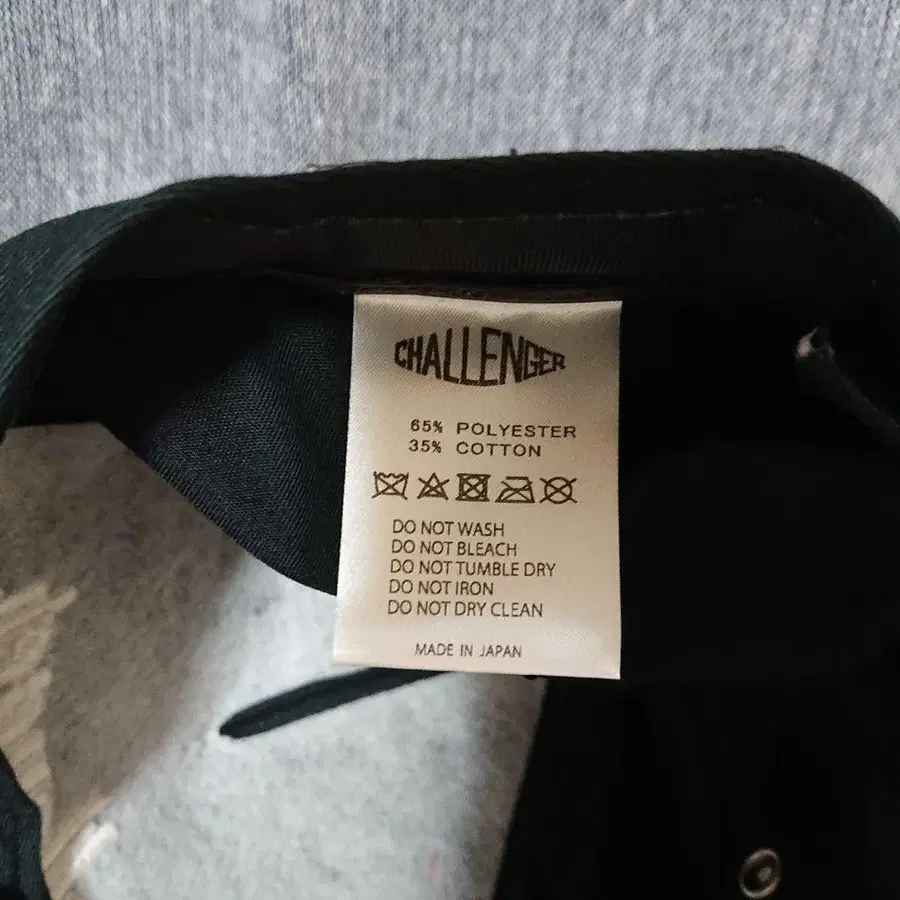 CHALLENGER
65% POLYESTER
35% COTTON
DO NOT WASH
DO NOT BLEACH
DO NOT TUMBLE DRY
DO NOT IRON
DO NOT DRY CLEAN
MADE IN JAPAN